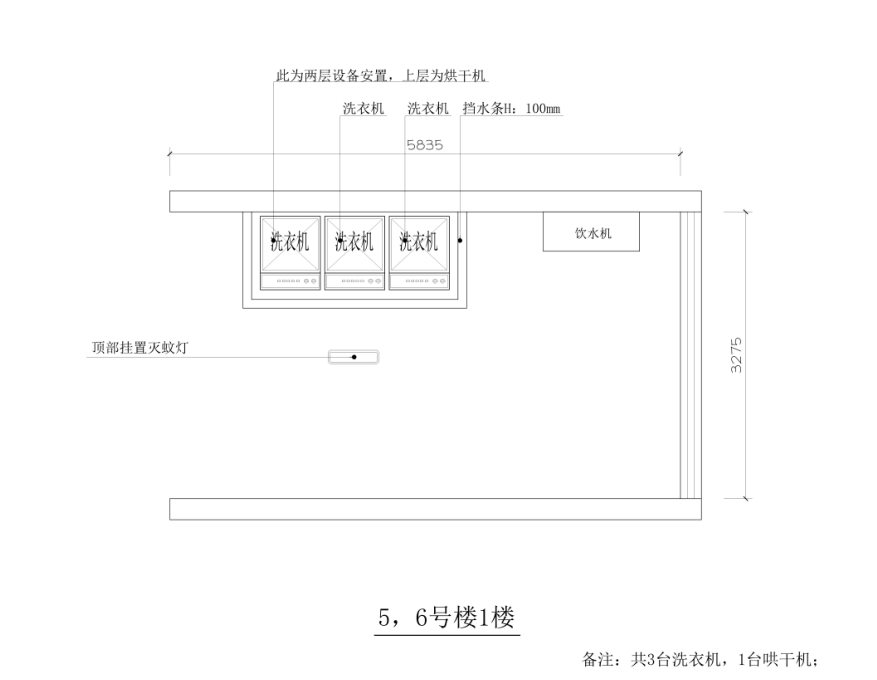 此为两层设备安置，上层为烘干机
洗衣机 洗衣机 挡水条H：100mm
5835
洗衣机 洗衣机 洗衣机 饮水机
顶部挂置灭蚊灯
3275
5，6号楼1楼
备注：共3台洗衣机，1台哄干机；